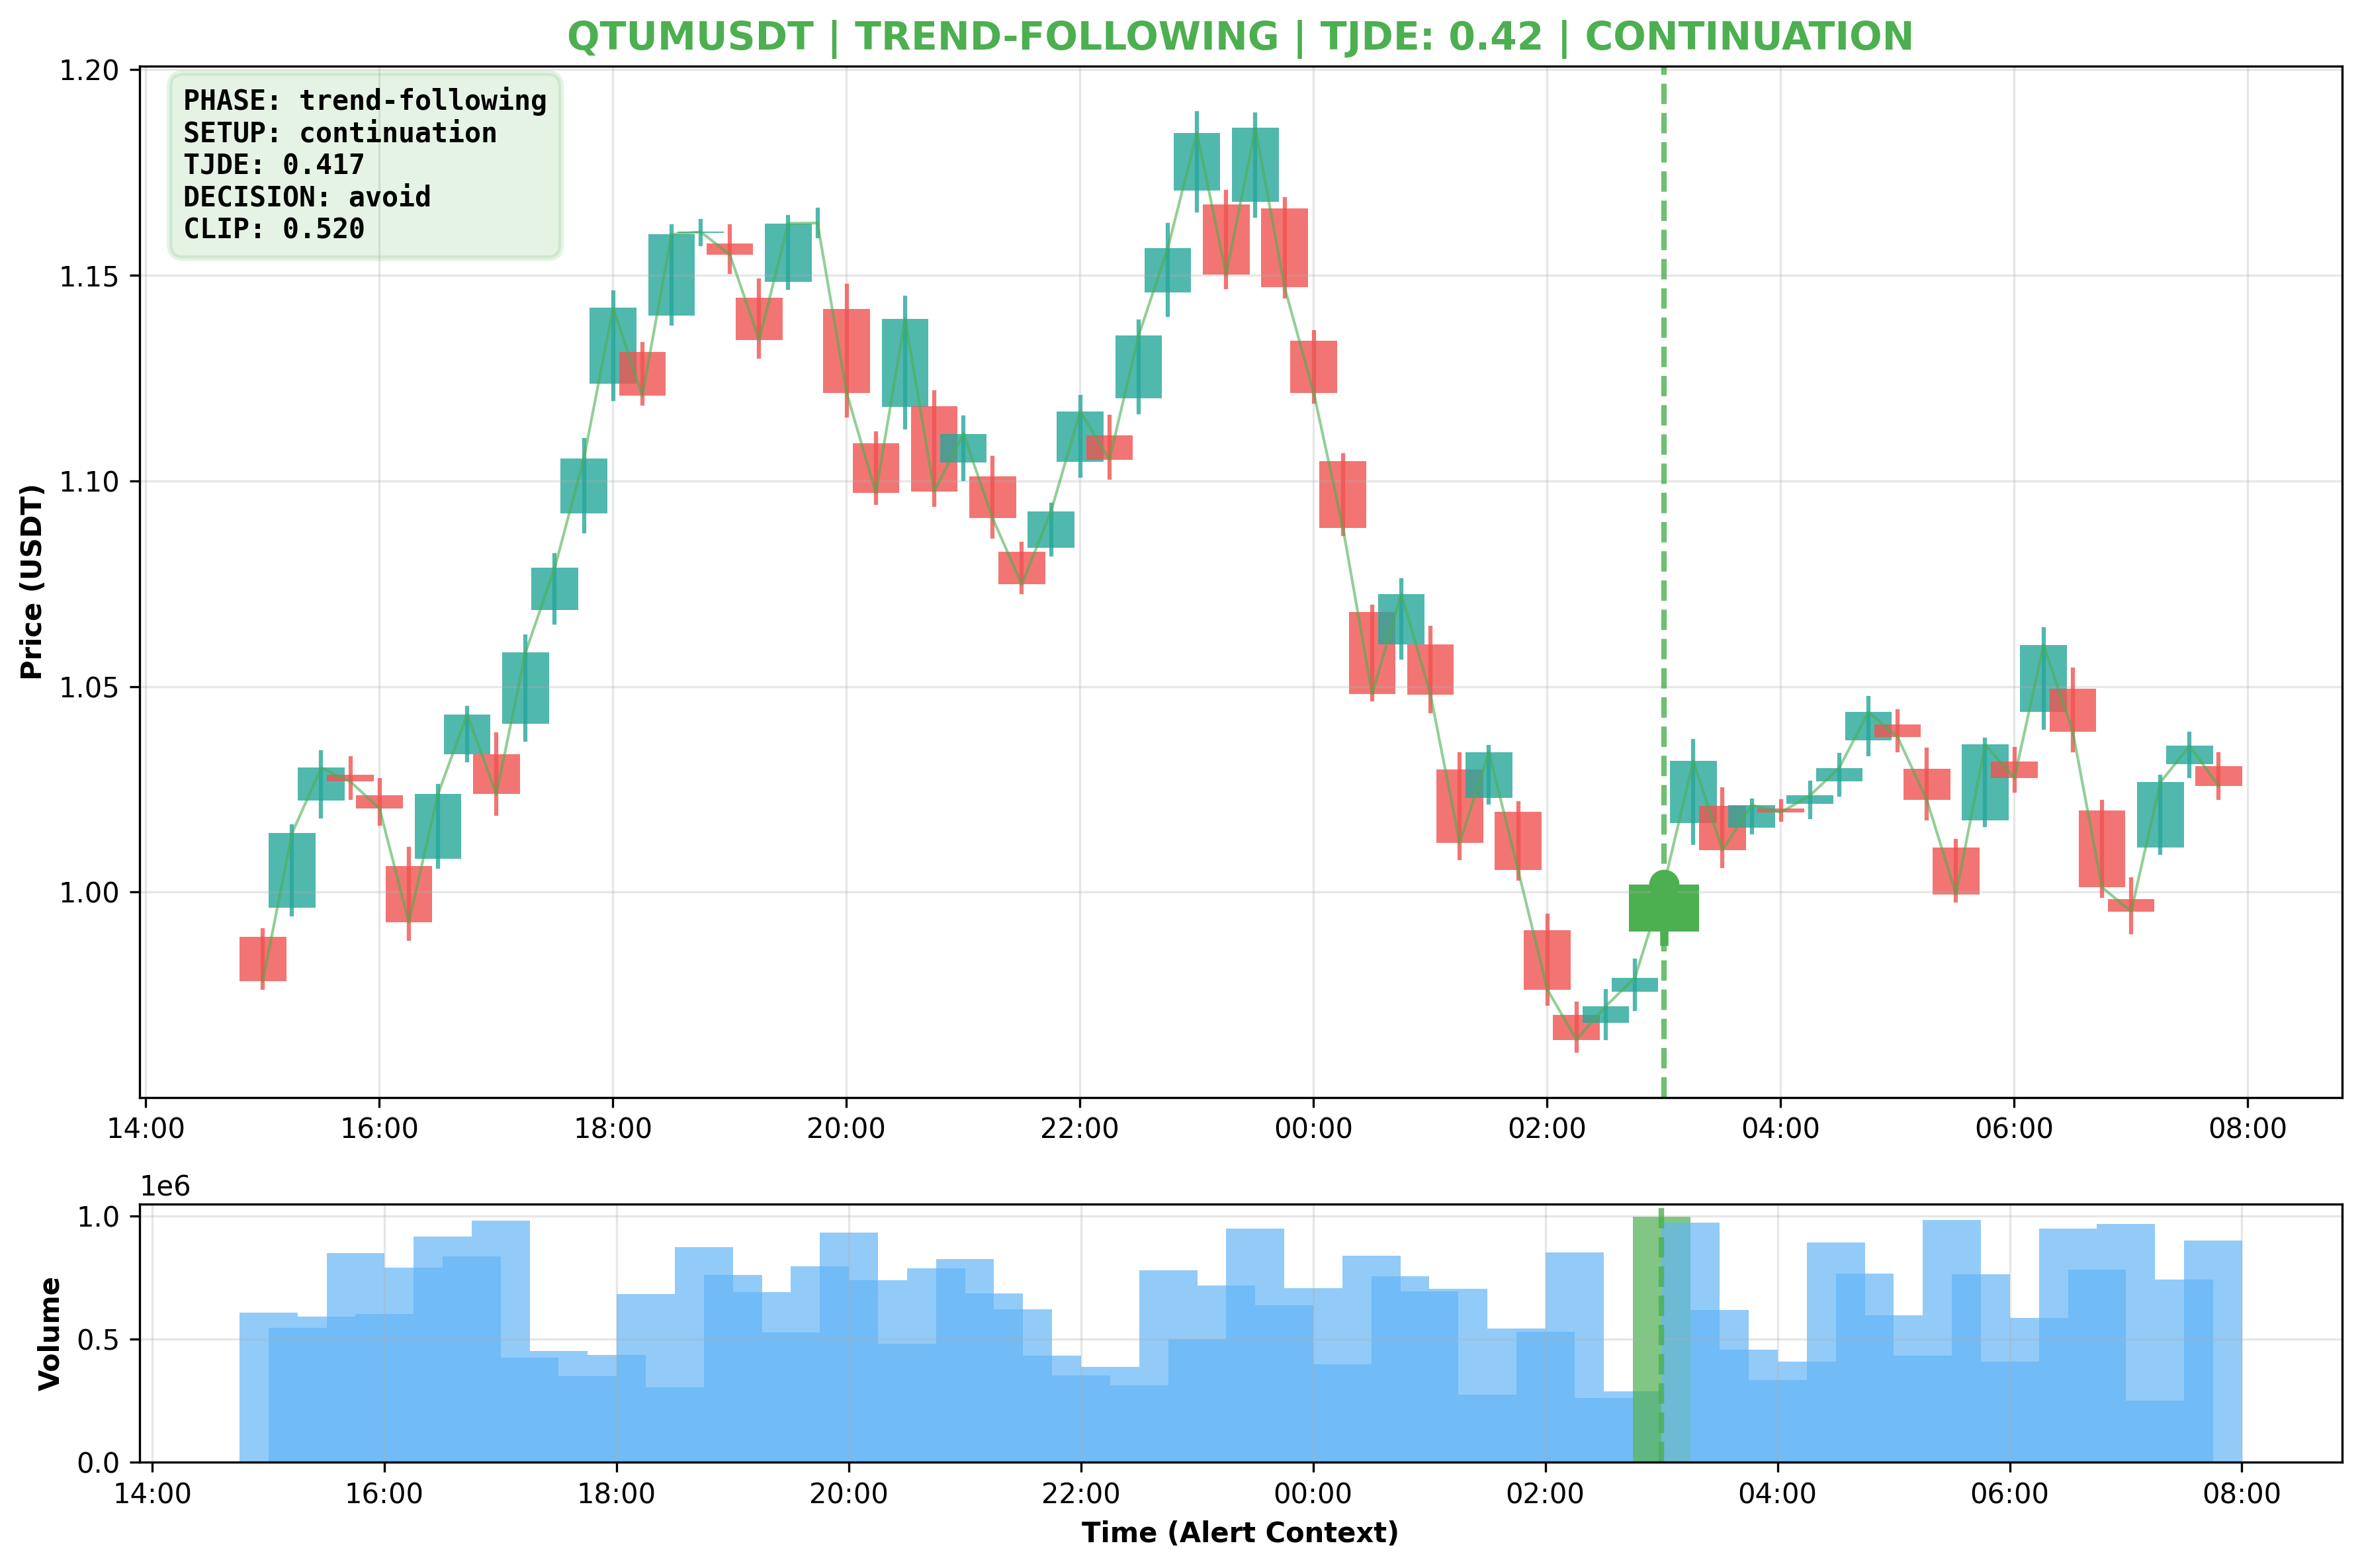 QTUMUSDT | TREND-FOLLOWING | TJDE: 0.42 | CONTINUATION
PHASE: trend-following
SETUP: continuation
TJDE: 0.417
DECISION: avoid
CLIP: 0.520
Price (USDT)
1.20
1.15
1.10
1.05
1.00
14:00 16:00 18:00 20:00 22:00 00:00 02:00 04:00 06:00 08:00
1e6
Volume
1.0
0.5
0.0
14:00 16:00 18:00 20:00 22:00 00:00 02:00 04:00 06:00 08:00
Time (Alert Context)